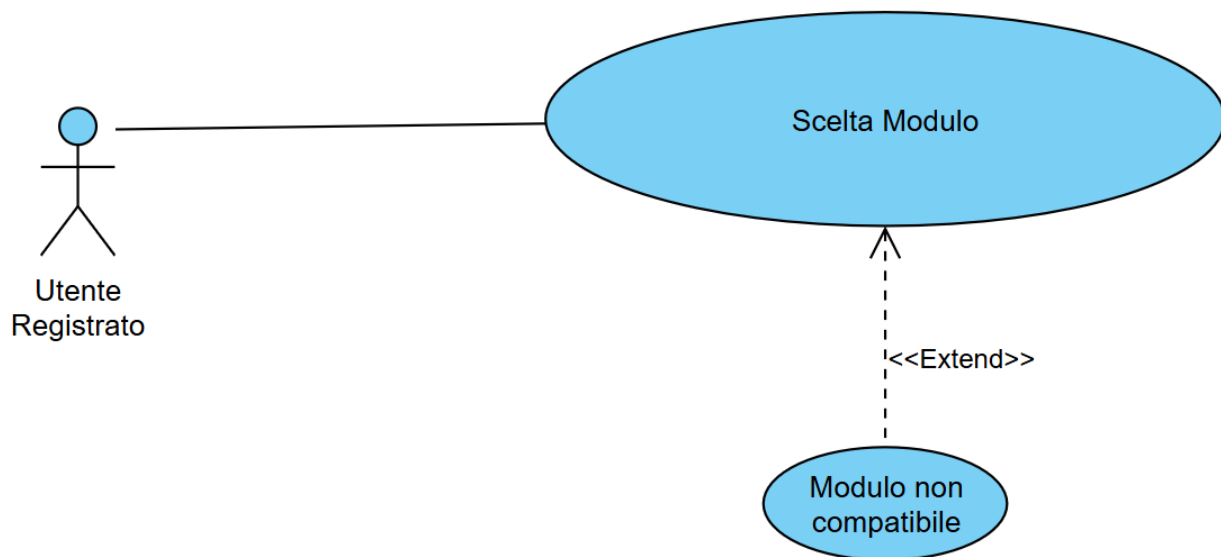 Scelta Modulo
Utente
Registrato
<<Extend>>
Modulo non
compatibile